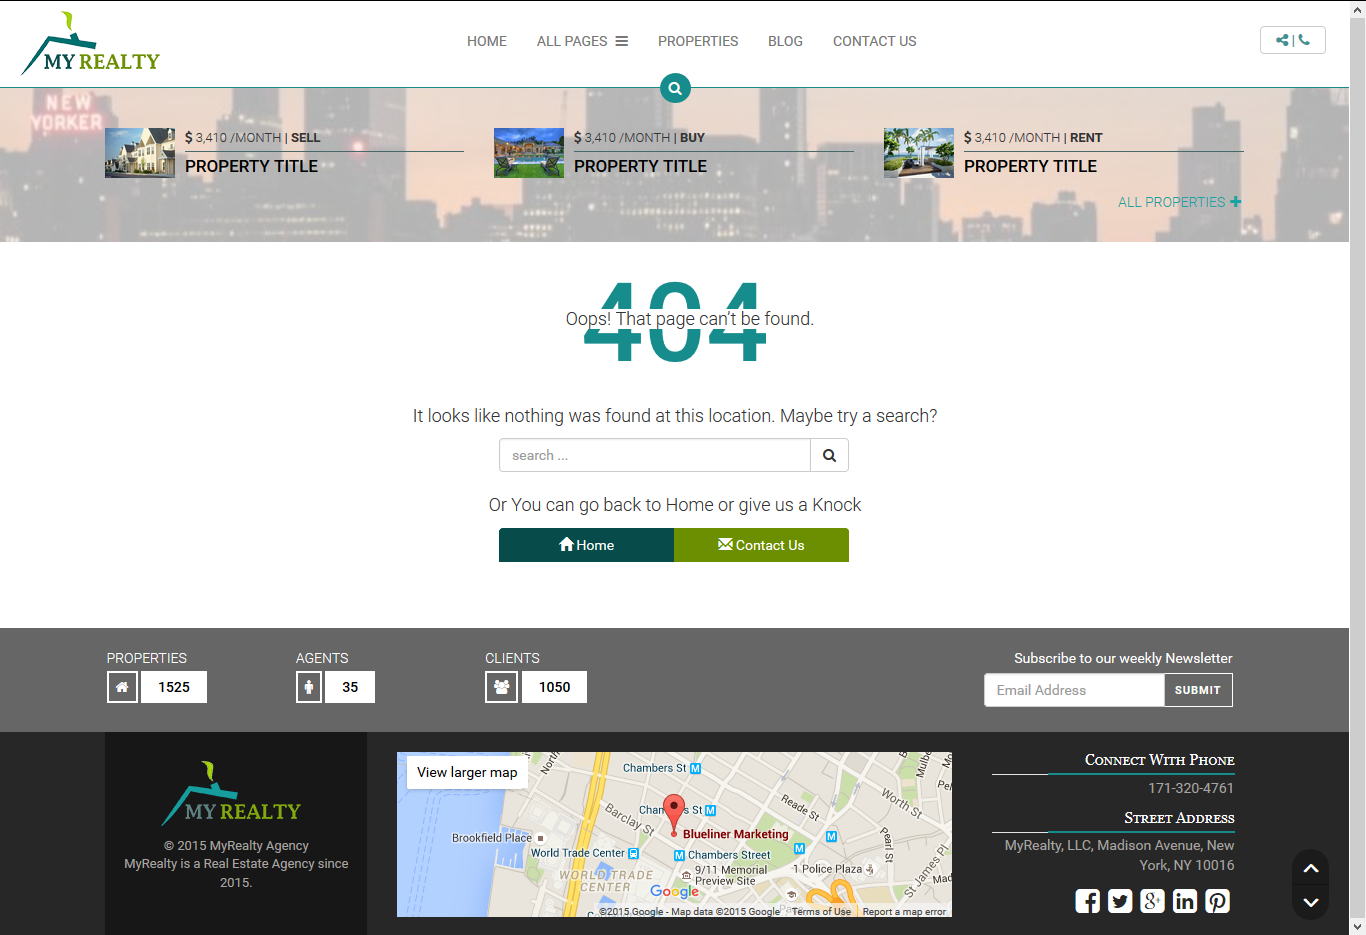 MY REALTY
HOME
ALL PAGES
PROPERTIES
BLOG
CONTACT US
NEW
YORKER
$ 3,410 /MONTH | SELL
PROPERTY TITLE
$ 3,410 /MONTH | BUY
PROPERTY TITLE
$ 3,410 /MONTH | RENT
PROPERTY TITLE
ALL PROPERTIES
404
Oops! That page can't be found.
It looks like nothing was found at this location. Maybe try a search?
search ...
Or You can go back to Home or give us a Knock
Home
Contact Us
PROPERTIES
1525
AGENTS
35
CLIENTS
1050
Subscribe to our weekly Newsletter
Email Address
SUBMIT
MY REALTY
© 2015 MyRealty Agency
MyRealty is a Real Estate Agency since
2015.
View larger map
North
Chambers St
Barclay St
Reade St
Worth St
Pearl St
St James Pl
Brookfield Place
Blueliner Marketing
World Trade Center
Chambers Street
WORLD TRADE
CENTER
9/11 Memorial
Preview Site
1 Police Plaza
Mad
Google
©2015 Google - Map data ©2015 Google
Terms of Use
Report a map error
Connect With Phone
171-320-4761
Street Address
MyRealty, LLC, Madison Avenue, New
York, NY 10016